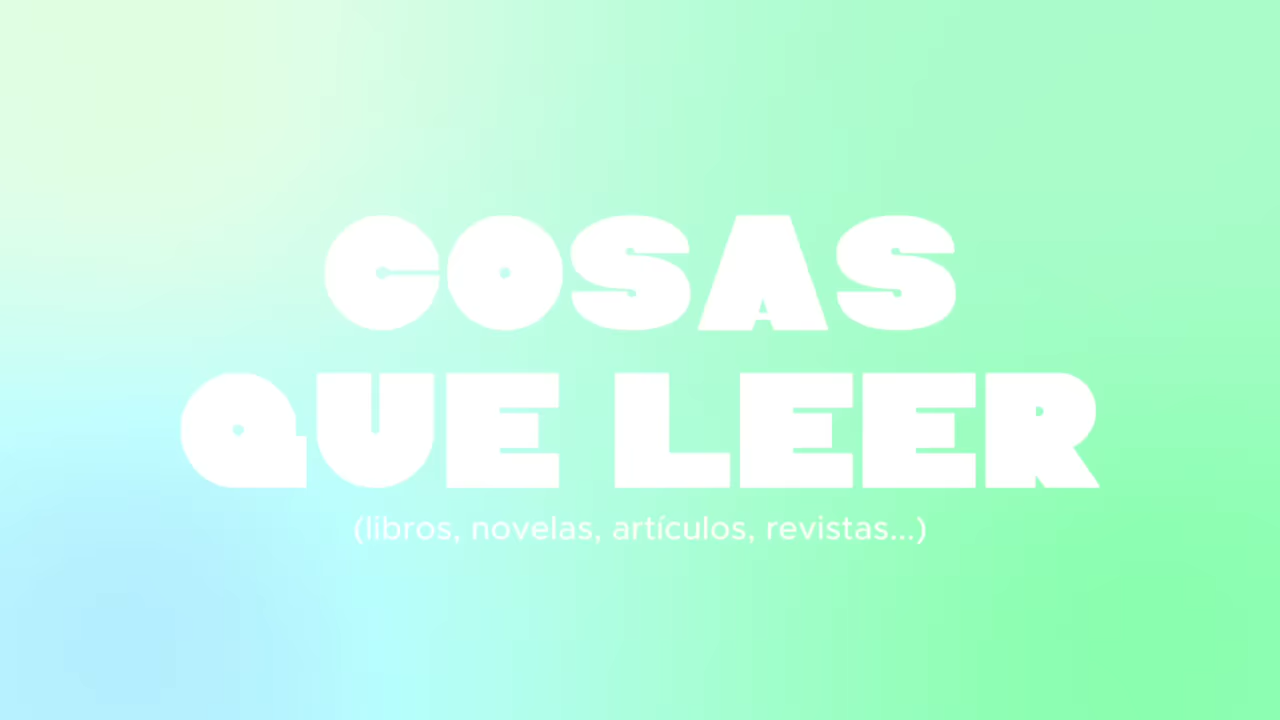 COSAS
QUE LEER
(libros, novelas, artículos, revistas...)